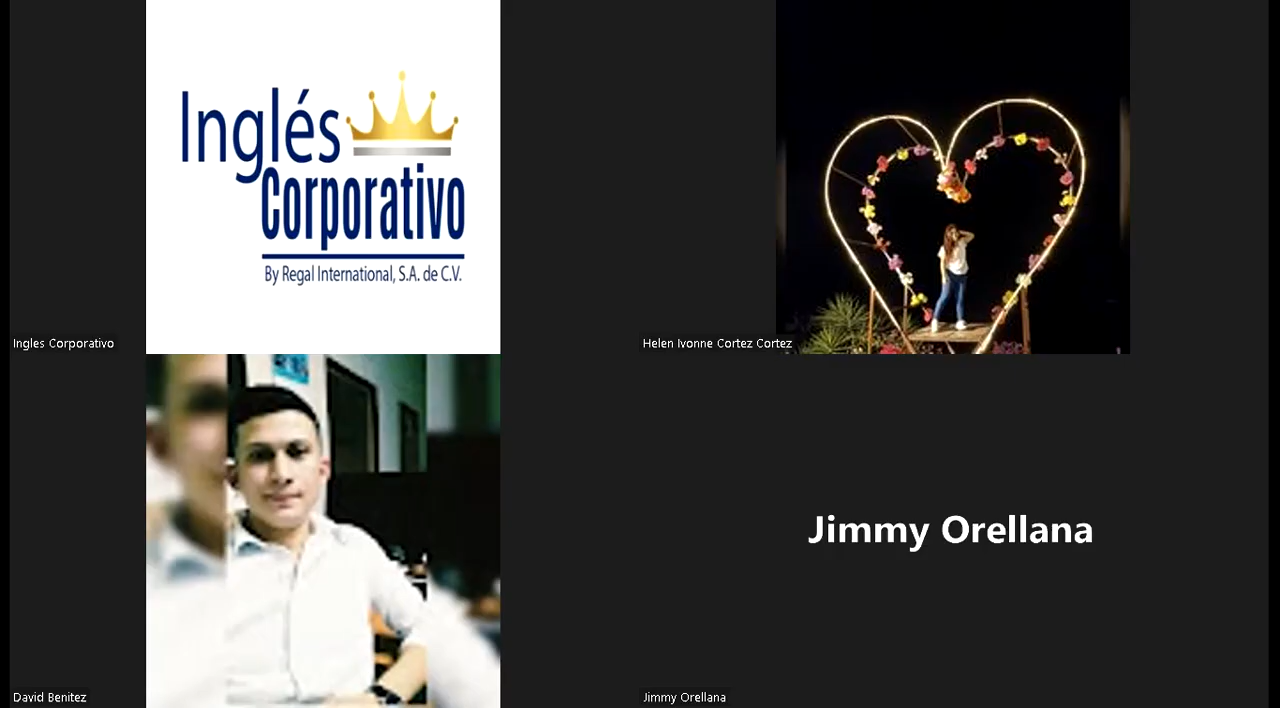 Inglés
Corporativo
By Regal International, S.A. de C.V.
Ingles Corporativo
Helen Ivonne Cortez Cortez
Jimmy Orellana
David Benitez
Jimmy Orellana